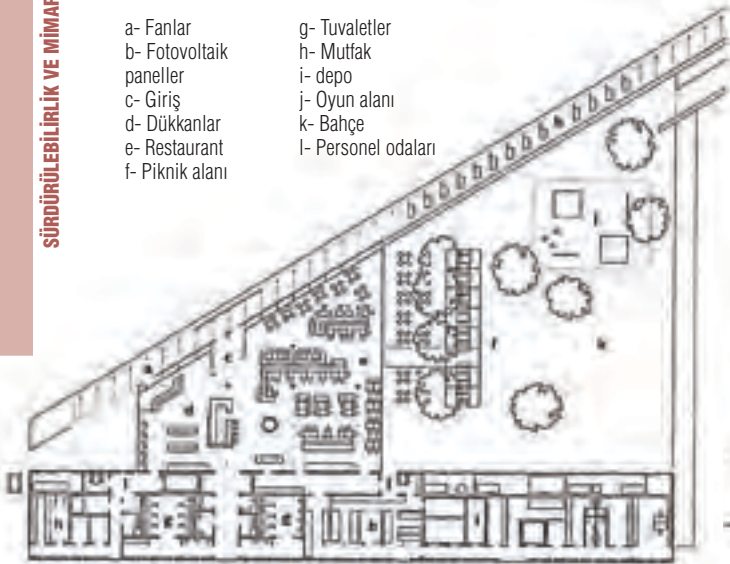 SÜRDÜRÜLEBİLİRLİK VE MİMAR
a- Fanlar
b- Fotovoltaik
paneller
c- Giriş
d- Dükkanlar
e- Restaurant
f- Piknik alanı
g- Tuvaletler
h- Mutfak
i- depo
j- Oyun alanı
k- Bahçe
l- Personel odaları
d
h